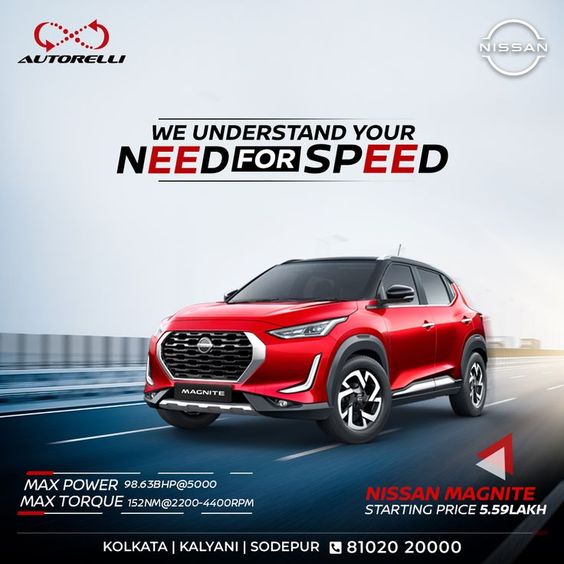 AUTORELLI
NISSAN
WE UNDERSTAND YOUR
NEED FOR SPEED
MAGNITE
MAX POWER 98.63BHP@5000
MAX TORQUE 152NM@2200-4400RPM
NISSAN MAGNITE
STARTING PRICE 5.59LAKH
KOLKATA | KALYANI | SODEPUR 81020 20000